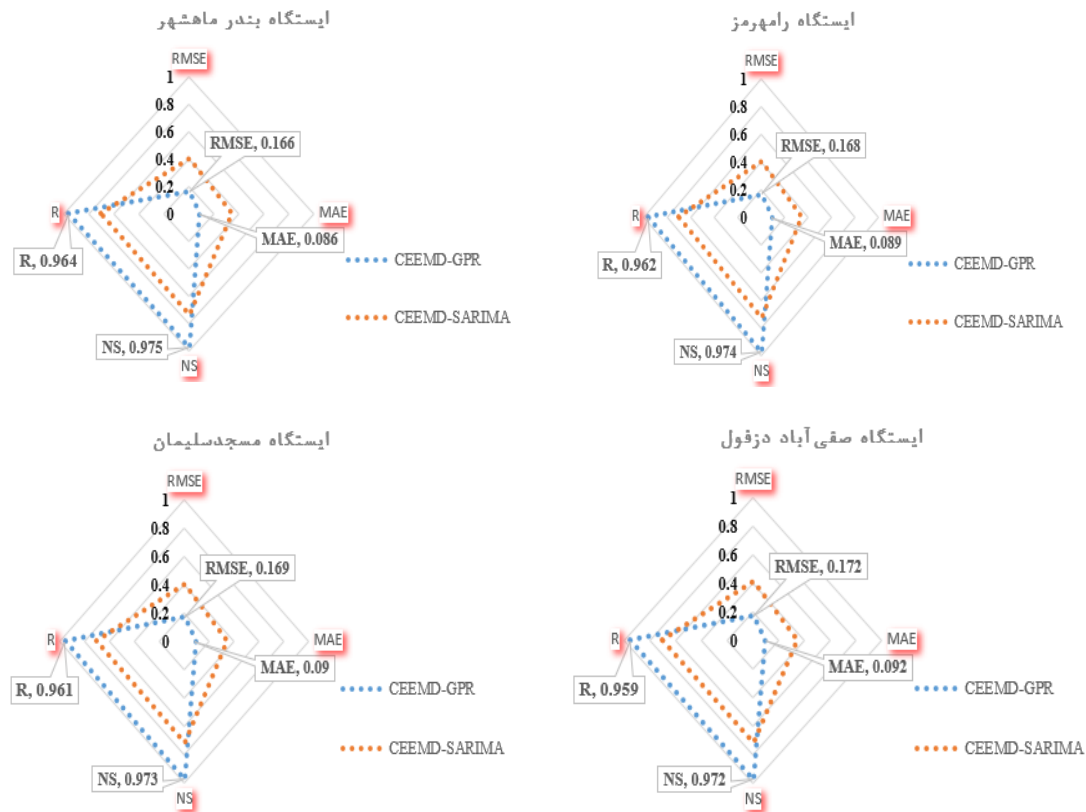 ایستگاه بندر ماهشهر
RMSE
1
0.8
0.6
0.4
0.2
0
RMSE, 0.166
R
MAE
R, 0.964
MAE, 0.086
CEEMD-GPR
CEEMD-SARIMA
NS, 0.975
NS
ایستگاه رامهرمز
RMSE
1
0.8
0.6
0.4
0.2
0
RMSE, 0.168
R
MAE
R, 0.962
MAE, 0.089
CEEMD-GPR
CEEMD-SARIMA
NS, 0.974
NS
ایستگاه مسجدسلیمان
RMSE
1
0.8
0.6
0.4
0.2
0
RMSE, 0.169
R
MAE
R, 0.961
MAE, 0.09
CEEMD-GPR
CEEMD-SARIMA
NS, 0.973
NS
ایستگاه صفی آباد دزفول
RMSE
1
0.8
0.6
0.4
0.2
0
RMSE, 0.172
R
MAE
R, 0.959
MAE, 0.092
CEEMD-GPR
CEEMD-SARIMA
NS, 0.972
NS